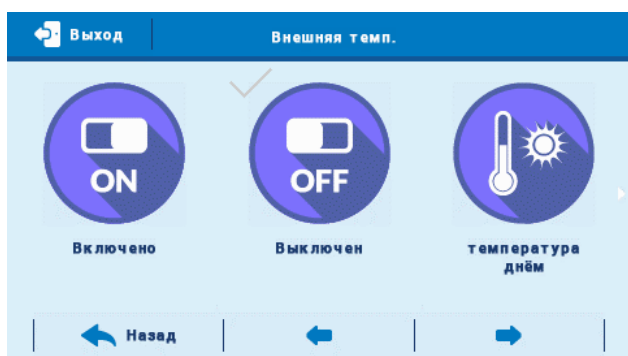 Выход
Внешняя темп.
ON
OFF
Включено
Выключен
температура
днём
Назад